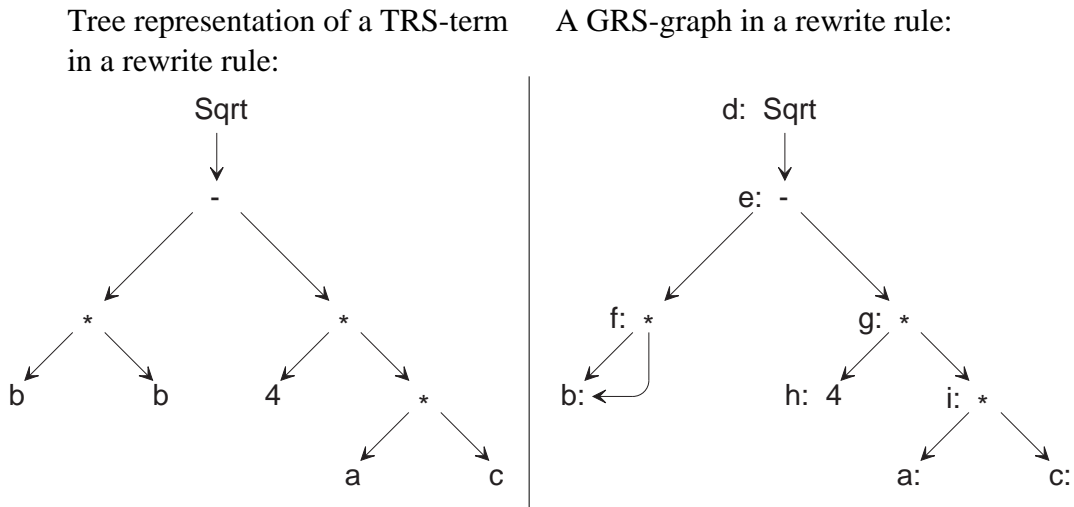 Tree representation of a TRS-term
in a rewrite rule:
Sqrt
-
* *
b b 4 *
a c
A GRS-graph in a rewrite rule:
d: Sqrt
e: -
f: * g: *
b: h: 4 i: *
a: c: